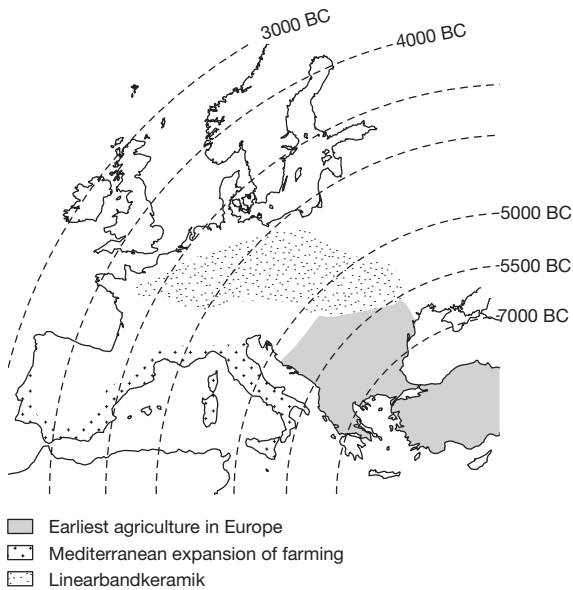 3000 BC
4000 BC
5000 BC
5500 BC
7000 BC
Earliest agriculture in Europe
Mediterranean expansion of farming
Linearbandkeramik